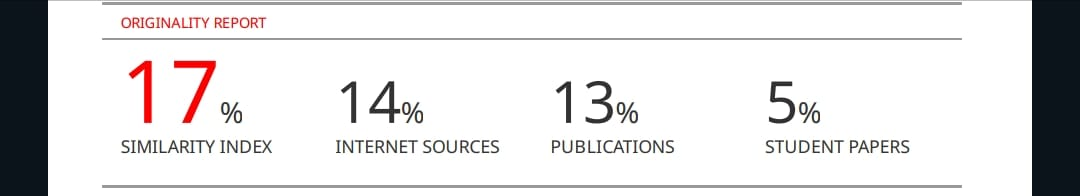 ORIGINALITY REPORT
17% 14% 13% 5%
SIMILARITY INDEX INTERNET SOURCES PUBLICATIONS STUDENT PAPERS